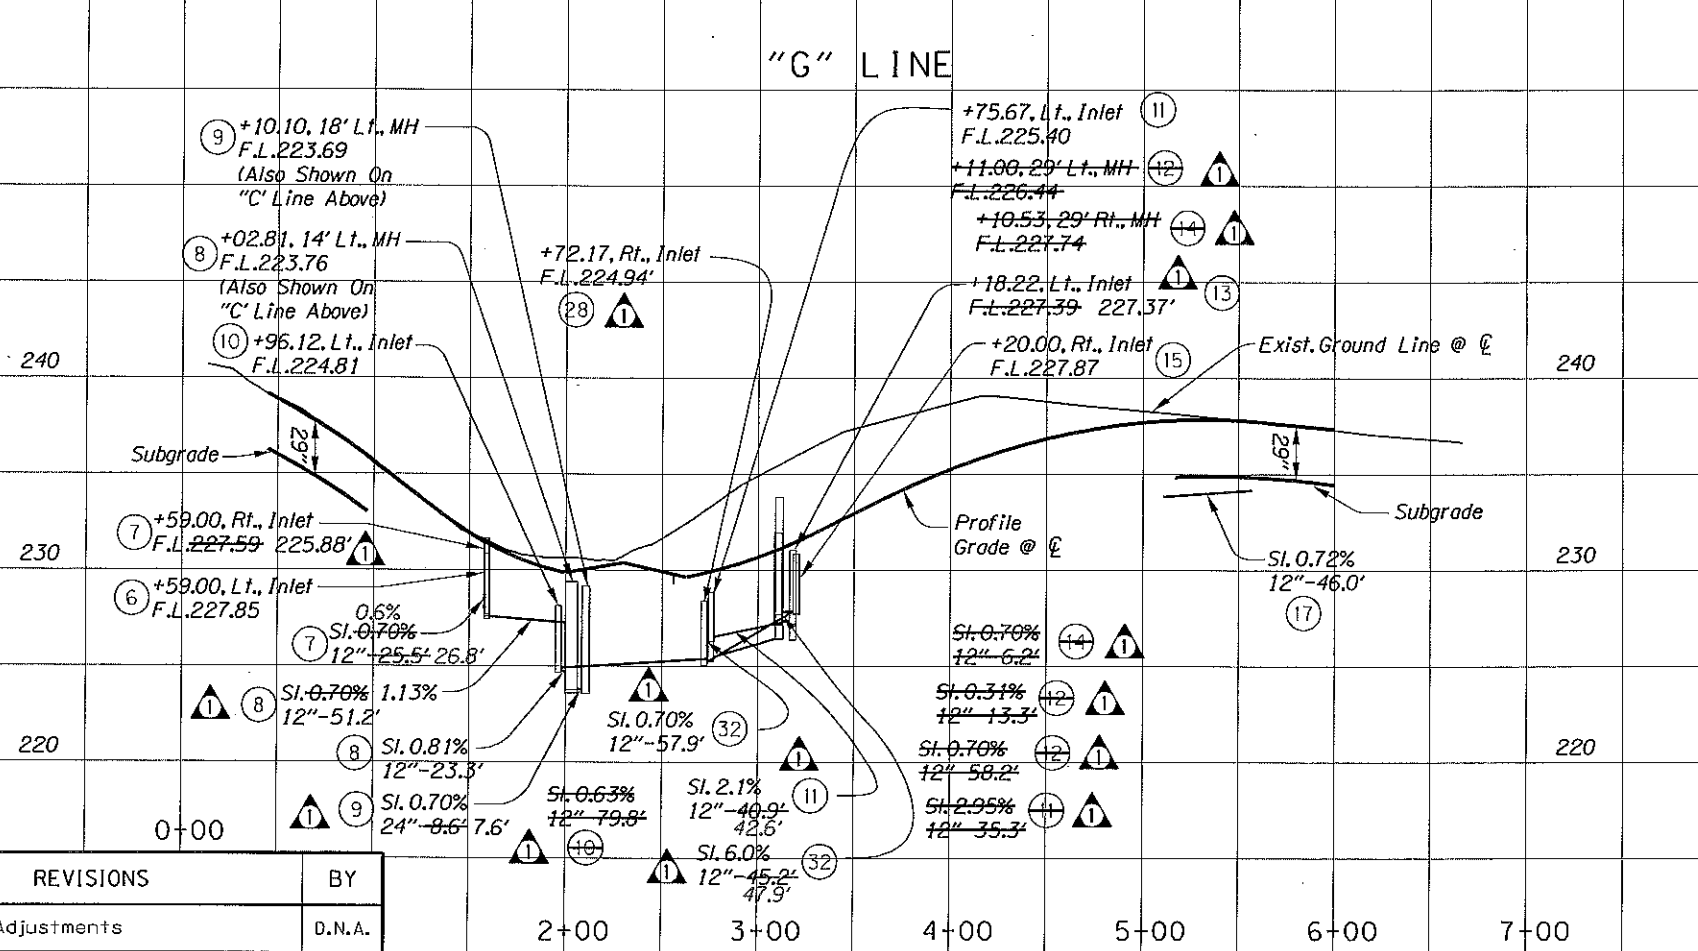 "G" LINE
9
+10.10, 18' Lt., MH
F.L.223.69
(Also Shown On
"C' Line Above)
8
+02.81, 14' Lt., MH
F.L.223.76
(Also Shown On
"C' Line Above)
10
+96.12, Lt., Inlet
F.L.224.81
+72.17, Rt., Inlet
F.L.224.94'
28
1
+75.67, Lt., Inlet
11
F.L.225.40
+11.00, 29' Lt., MH
12
1
F.L.226.44
+10.53, 29' Rt., MH
14
1
F.L.227.74
1
+18.22, Lt., Inlet
13
F.L.227.39 227.37'
+20.00, Rt., Inlet
15
F.L.227.87
Exist. Ground Line @ ℄
240
240
29"
Subgrade
29"
Subgrade
7
+59.00, Rt., Inlet
F.L.227.59 225.88'
1
6
+59.00, Lt., Inlet
F.L.227.85
Profile
Grade @ ℄
230
230
Sl. 0.72%
12"-46.0'
17
0.6%
7
Sl. 0.70%
12"-25.5' 26.8'
1
8
Sl. 0.70% 1.13%
12"-51.2'
8
Sl. 0.81%
12"-23.3'
1
9
Sl. 0.70%
24"-8.6' 7.6'
Sl. 0.63%
12"-79.8'
1
10
1
Sl. 0.70%
12"-57.9'
32
1
Sl. 2.1%
12"-40.9'
42.6'
11
1
Sl. 6.0%
12"-45.2'
47.9'
32
Sl. 0.70%
12"-6.2'
14
1
Sl. 0.31%
12"-13.3'
12
1
Sl. 0.70%
12"-58.2'
12
1
Sl. 2.95%
12"-35.3'
11
1
220
220
0+00
2+00
3+00
4+00
5+00
6+00
7+00
REVISIONS
BY
Adjustments
D.N.A.